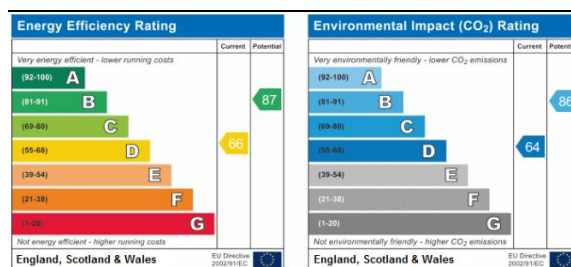 Energy Efficiency Rating
Current Potential
Very energy efficient - lower running costs
(92-100) A
(81-91) B
87
(69-80) C
(55-68) D
66
(39-54) E
(21-38) F
(1-20) G
Not energy efficient - higher running costs
England, Scotland & Wales
EU Directive
2002/91/EC
Environmental Impact (CO2) Rating
Current Potent
Very environmentally friendly - lower CO2 emissions
(92-100) A
(81-91) B
86
(69-80) C
(55-68) D
64
(39-54) E
(21-38) F
(1-20) G
Not environmentally friendly - higher CO2 emissions
England, Scotland & Wales
EU Directive
2002/91/EC